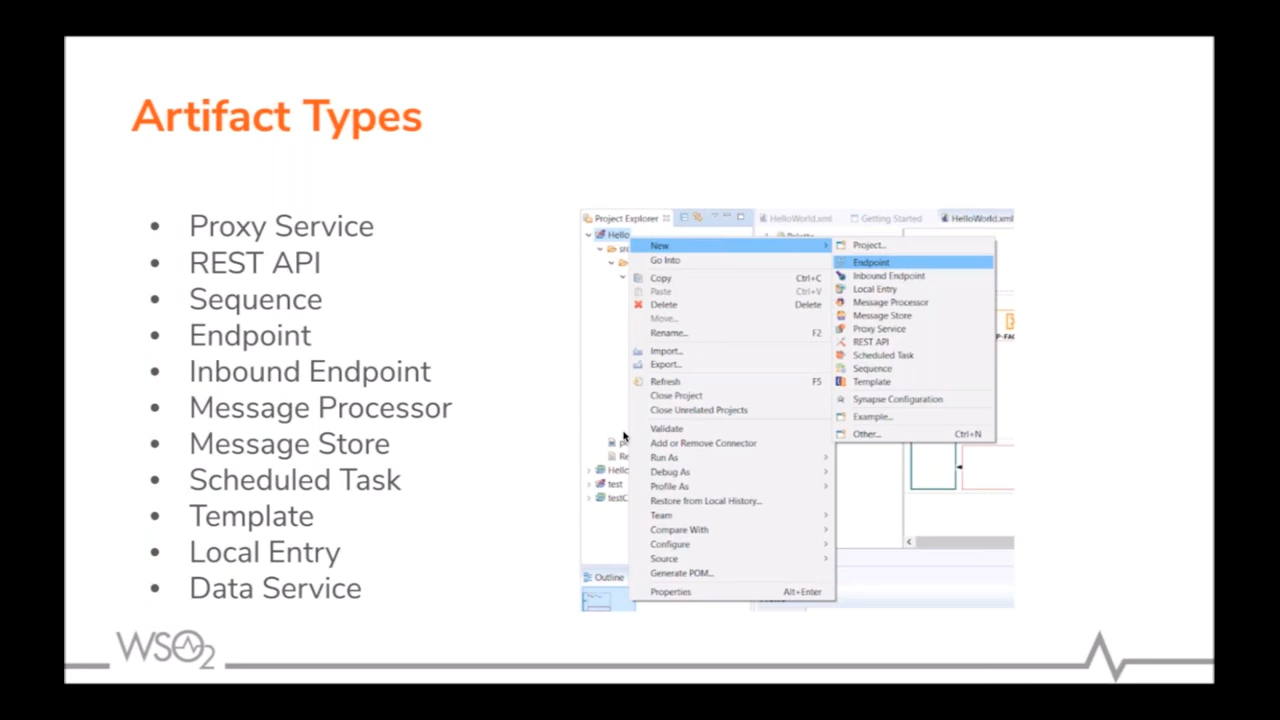 Artifact Types
• Proxy Service
• REST API
• Sequence
• Endpoint
• Inbound Endpoint
• Message Processor
• Message Store
• Scheduled Task
• Template
• Local Entry
• Data Service
Project Explorer
HelloWorld.xml
Getting Started
HelloWorld.xml
Hello
New
Go Into
Copy Ctrl+C
Paste Ctrl+V
Delete Delete
Move...
Rename... F2
Import...
Export...
Refresh F5
Close Project
Close Unrelated Projects
Validate
Add or Remove Connector
Run As
Debug As
Profile As
Restore from Local History...
Team
Compare With
Configure
Source
Generate POM...
Properties Alt+Enter
Project...
Endpoint
Inbound Endpoint
Local Entry
Message Processor
Message Store
Proxy Service
REST API
Scheduled Task
Sequence
Template
Synapse Configuration
Example...
Other... Ctrl+N
Hello
test
testC
Outline
WSO2